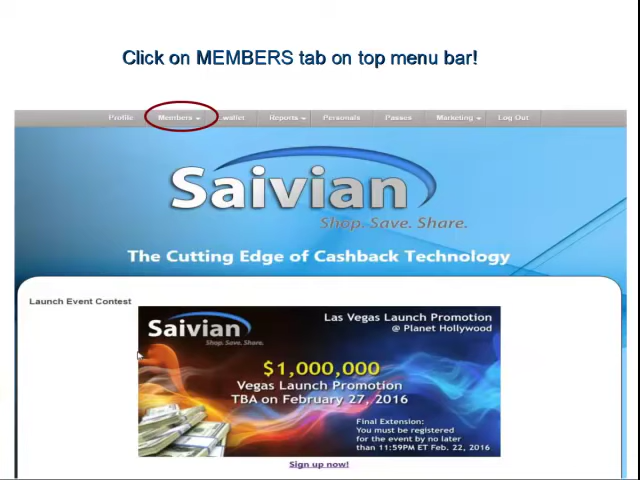 Click on MEMBERS tab on top menu bar!
Profile Members wallet Reports Personals Passes Marketing Log Out
Saivian
Shop. Save. Share.
The Cutting Edge of Cashback Technology
Launch Event Contest
Saivian
Shop. Save. Share.
Las Vegas Launch Promotion
@ Planet Hollywood
$1,000,000
Vegas Launch Promotion
TBA on February 27, 2016
Final Extension:
You must be registered
for the event by no later
than 11:59PM ET Feb. 22, 2016
Sign up now!